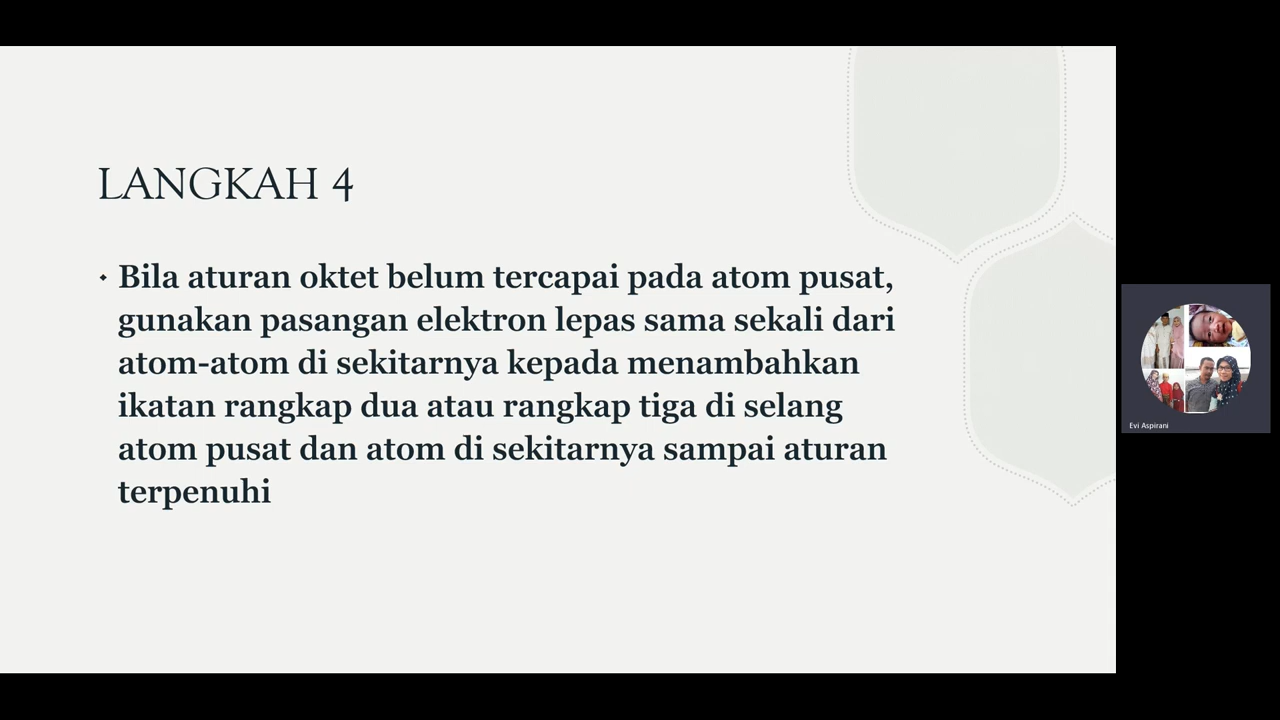 LANGKAH 4
Bila aturan oktet belum tercapai pada atom pusat,
gunakan pasangan elektron lepas sama sekali dari
atom-atom di sekitarnya kepada menambahkan
ikatan rangkap dua atau rangkap tiga di selang
atom pusat dan atom di sekitarnya sampai aturan
terpenuhi
Evi Aspirani